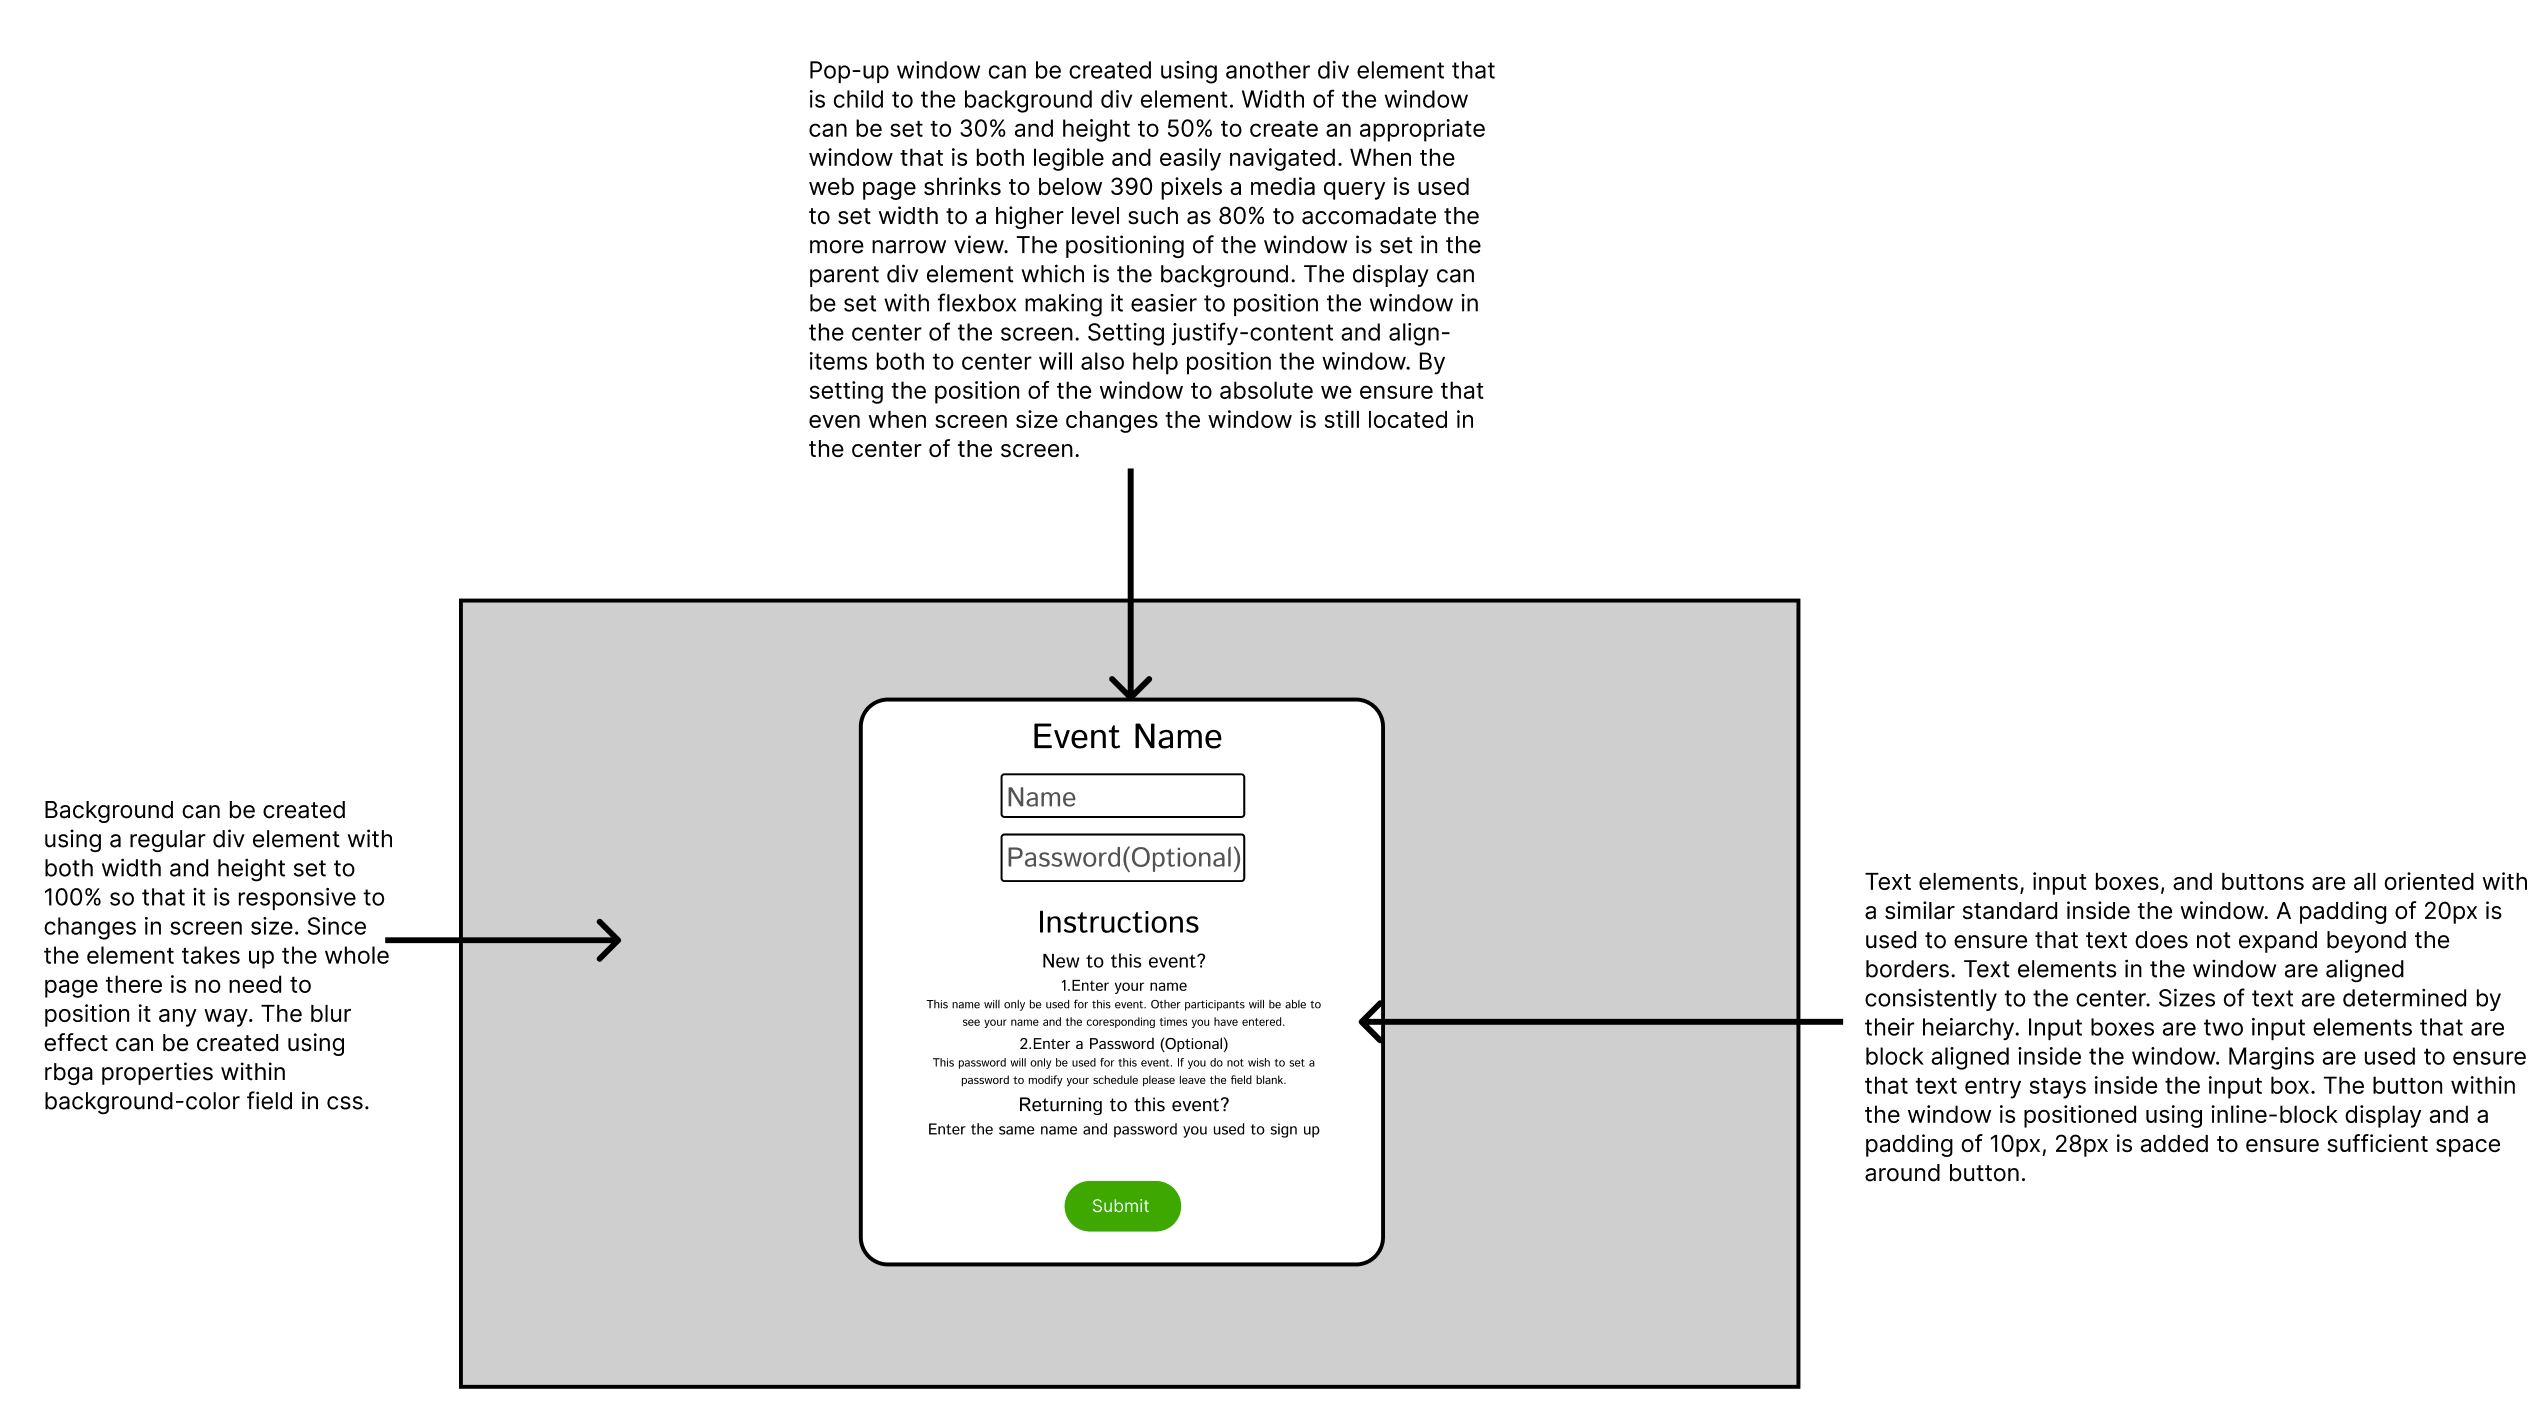 Pop-up window can be created using another div element that
is child to the background div element. Width of the window
can be set to 30% and height to 50% to create an appropriate
window that is both legible and easily navigated. When the
web page shrinks to below 390 pixels a media query is used
to set width to a higher level such as 80% to accomadate the
more narrow view. The positioning of the window is set in the
parent div element which is the background. The display can
be set with flexbox making it easier to position the window in
the center of the screen. Setting justify-content and align-
items both to center will also help position the window. By
setting the position of the window to absolute we ensure that
even when screen size changes the window is still located in
the center of the screen.
Background can be created
using a regular div element with
both width and height set to
100% so that it is responsive to
changes in screen size. Since
the element takes up the whole
page there is no need to
position it any way. The blur
effect can be created using
rbga properties within
background-color field in css.
Event Name
Name
Password(Optional)
Instructions
New to this event?
1.Enter your name
This name will only be used for this event. Other participants will be able to
see your name and the coresponding times you have entered.
2.Enter a Password (Optional)
This password will only be used for this event. If you do not wish to set a
password to modify your schedule please leave the field blank.
Returning to this event?
Enter the same name and password you used to sign up
Submit
Text elements, input boxes, and buttons are all oriented with
a similar standard inside the window. A padding of 20px is
used to ensure that text does not expand beyond the
borders. Text elements in the window are aligned
consistently to the center. Sizes of text are determined by
their heiarchy. Input boxes are two input elements that are
block aligned inside the window. Margins are used to ensure
that text entry stays inside the input box. The button within
the window is positioned using inline-block display and a
padding of 10px, 28px is added to ensure sufficient space
around button.